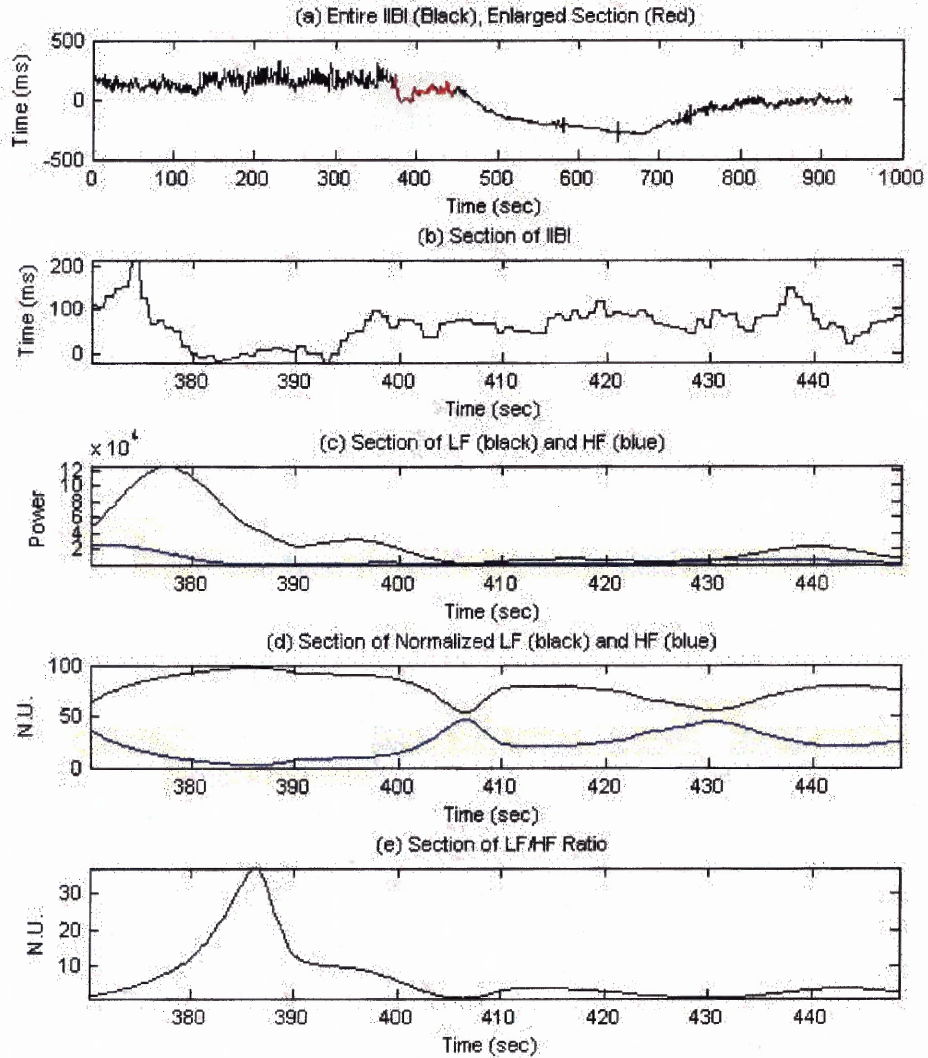 (a) Entire IIBI (Black), Enlarged Section (Red)
500
0
-500
Time (ms)
0 100 200 300 400 500 600 700 800 900 1000
Time (sec)
(b) Section of IIBI
200
100
0
Time (ms)
380 390 400 410 420 430 440
Time (sec)
(c) Section of LF (black) and HF (blue)
x 10^4
12
8
6
4
2
Power
380 390 400 410 420 430 440
Time (sec)
(d) Section of Normalized LF (black) and HF (blue)
100
50
0
N.U.
380 390 400 410 420 430 440
Time (sec)
(e) Section of LF/HF Ratio
30
20
10
N.U.
380 390 400 410 420 430 440
Time (sec)